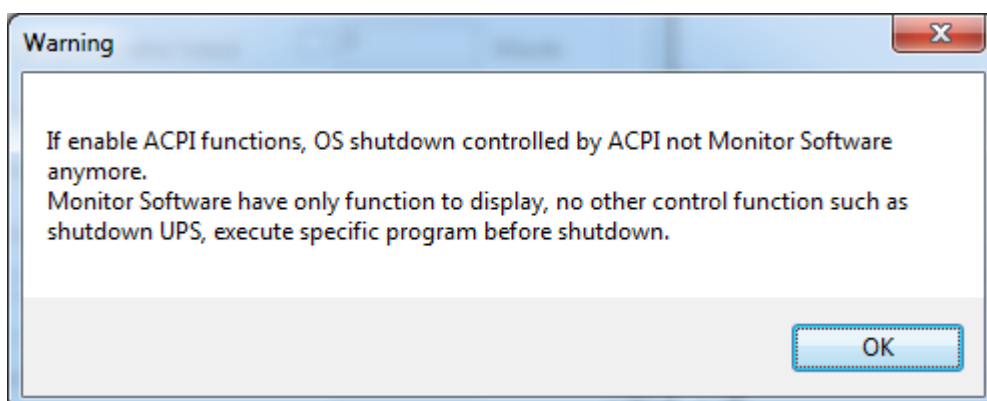 Warning
If enable ACPI functions, OS shutdown controlled by ACPI not Monitor Software
anymore.
Monitor Software have only function to display, no other control function such as
shutdown UPS, execute specific program before shutdown.
OK